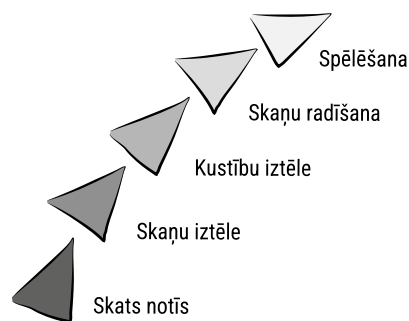 Spēlēšana
Skaņu radīšana
Kustību iztēle
Skaņu iztēle
Skats notīs